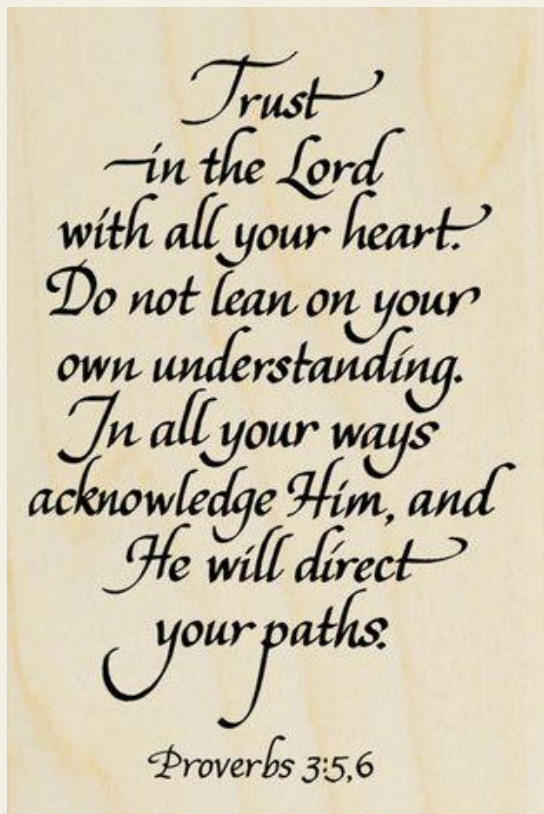 Trust
in the Lord
with all your heart.
Do not lean on your
own understanding.
In all your ways
acknowledge Him, and
He will direct
your paths.
Proverbs 3:5,6